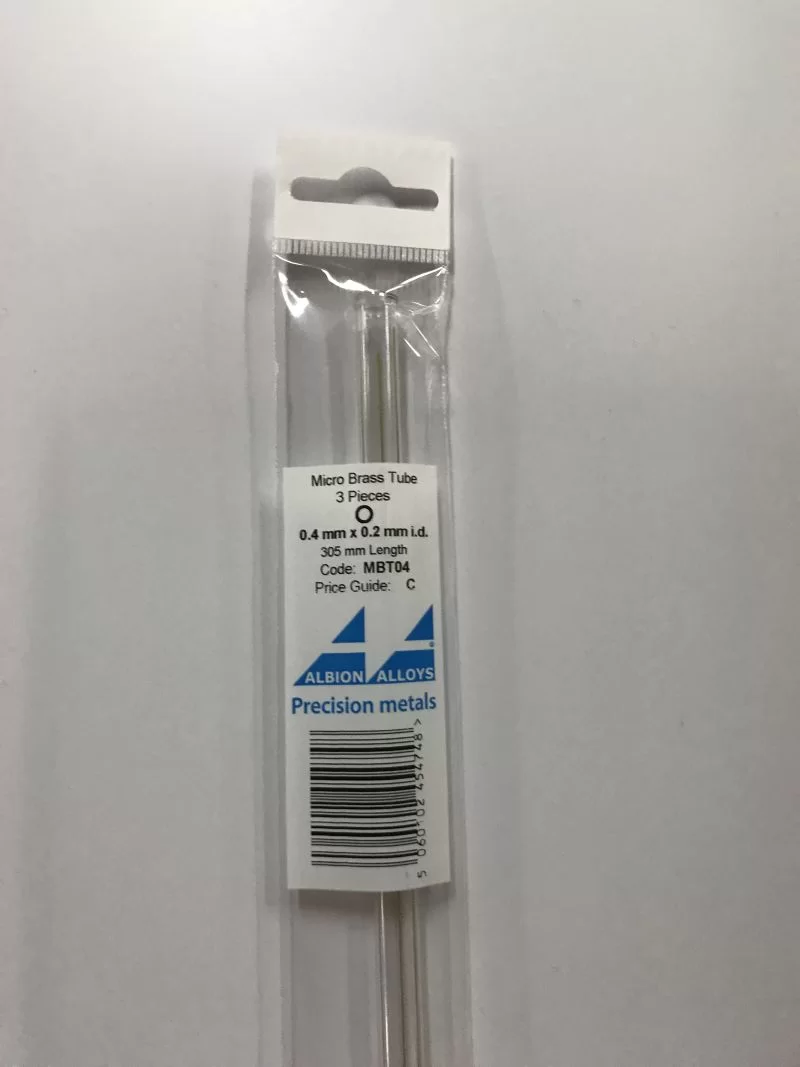 Micro Brass Tube
3 Pieces
0.4 mm x 0.2 mm i.d.
305 mm Length
Code: MBT04
Price Guide: C
ALBION ALLOYS
®
Precision metals
5 060102 454748 >